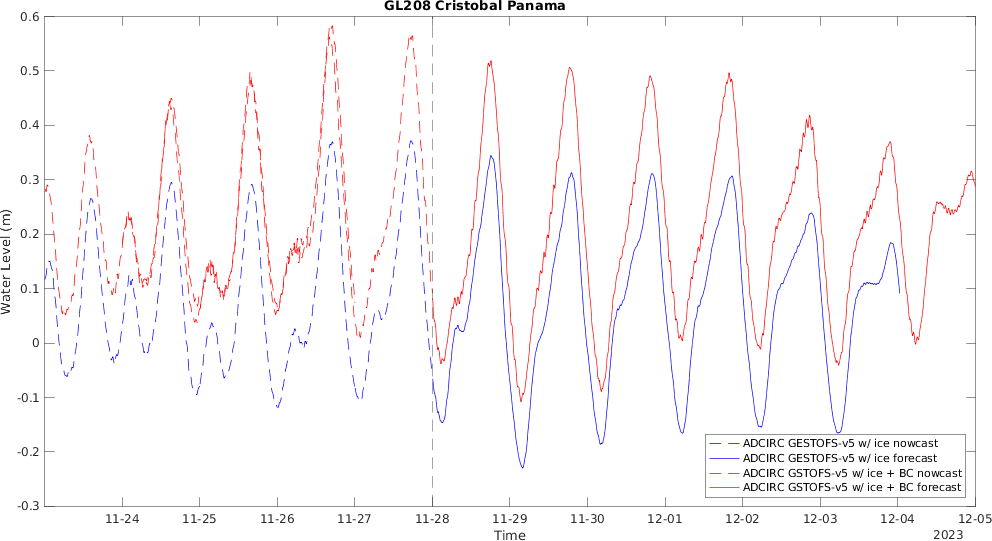 GL208 Cristobal Panama
0.6
0.5
0.4
0.3
0.2
0.1
0
-0.1
-0.2
-0.3
Water Level (m)
ADCIRC GESTOFS-v5 w/ ice nowcast
ADCIRC GESTOFS-v5 w/ ice forecast
ADCIRC GSTOFS-v5 w/ ice + BC nowcast
ADCIRC GSTOFS-v5 w/ ice + BC forecast
11-24 11-25 11-26 11-27 11-28 11-29 11-30 12-01 12-02 12-03 12-04 12-05
Time
2023